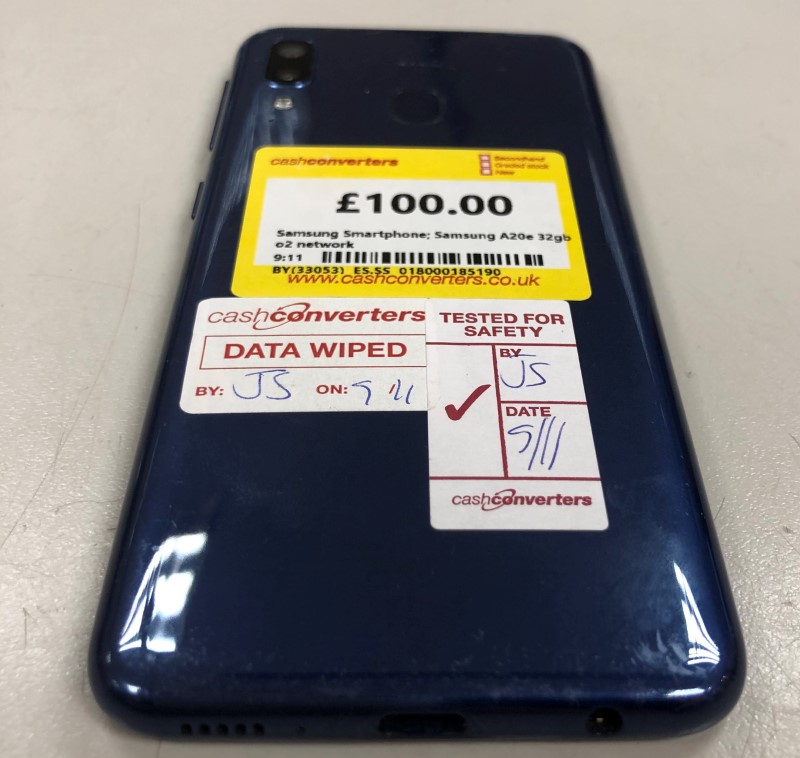 cashconverters
Secondhand
Graded stock
New
£100.00
Samsung Smartphone; Samsung A20e 32gb
o2 network
9:11
BY(33053) ES.SS 018000185190
www.cashconverters.co.uk
cashconverters
DATA WIPED
BY: JS ON: 9/11
TESTED FOR
SAFETY
BY
JS
DATE
9/11
cashconverters